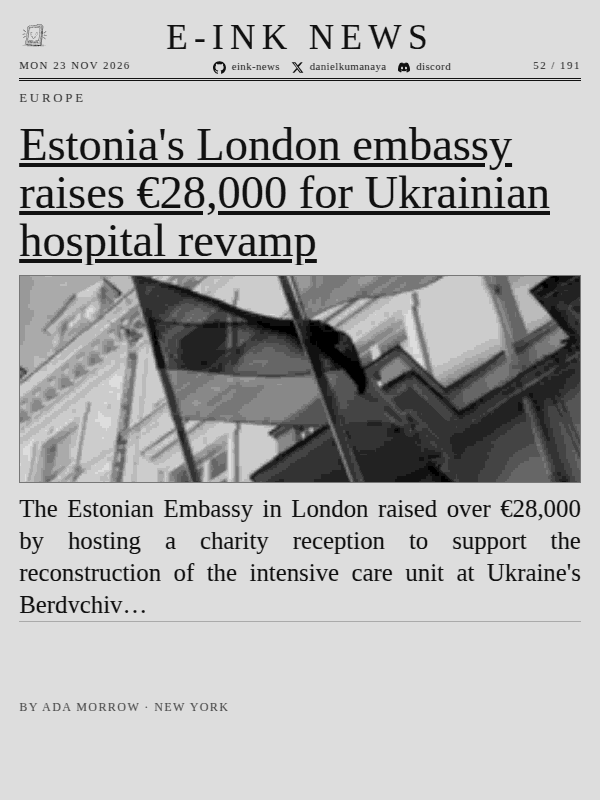 E-INK NEWS
MON 23 NOV 2026
eink-news danielkumanaya discord
52 / 191
EUROPE
Estonia's London embassy
raises €28,000 for Ukrainian
hospital revamp
The Estonian Embassy in London raised over €28,000
by hosting a charity reception to support the
reconstruction of the intensive care unit at Ukraine's
Berdychiv…
BY ADA MORROW · NEW YORK